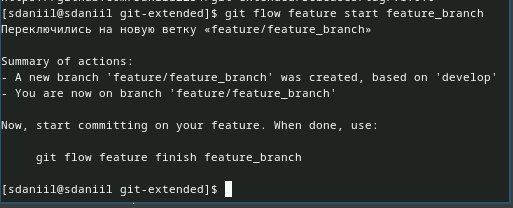 [sdaniil@sdaniil git-extended]$ git flow feature start feature_branch
Переключились на новую ветку «feature/feature_branch»
Summary of actions:
- A new branch 'feature/feature_branch' was created, based on 'develop'
- You are now on branch 'feature/feature_branch'
Now, start committing on your feature. When done, use:
git flow feature finish feature_branch
[sdaniil@sdaniil git-extended]$